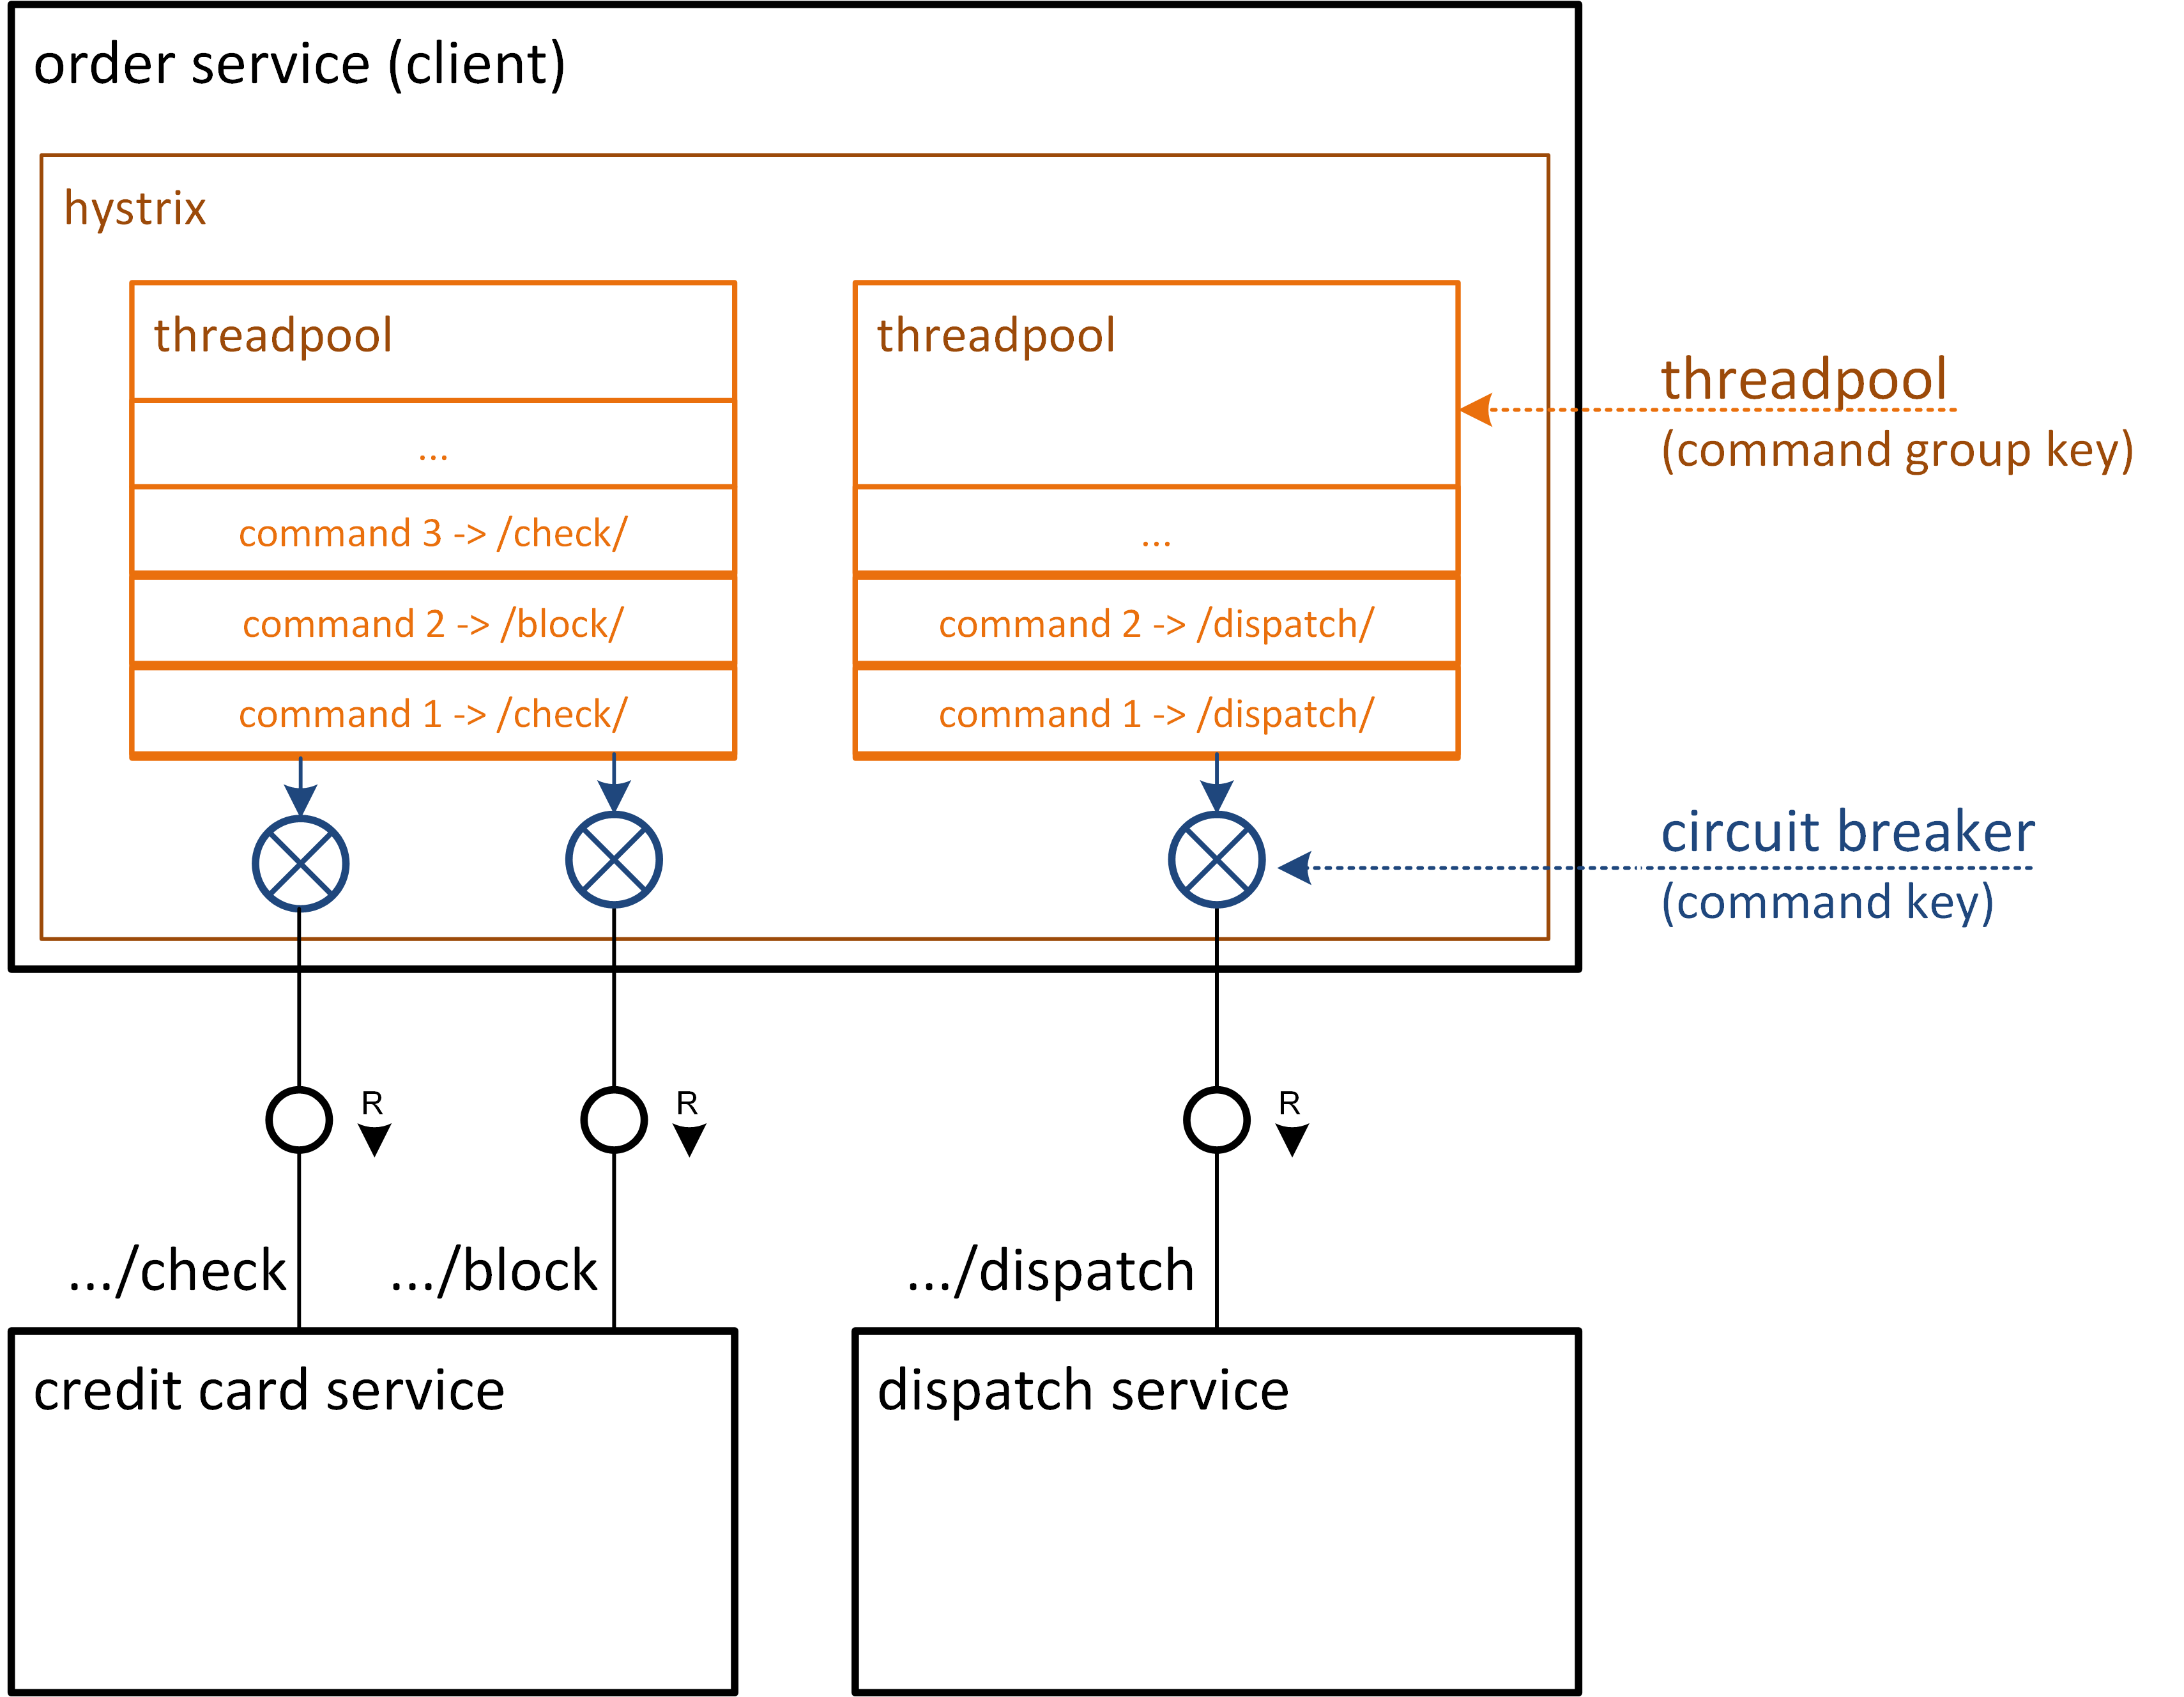 order service (client)
hystrix
threadpool
...
command 3 -> /check/
command 2 -> /block/
command 1 -> /check/
threadpool
...
command 2 -> /dispatch/
command 1 -> /dispatch/
threadpool
(command group key)
circuit breaker
(command key)
R
R
R
.../check
.../block
.../dispatch
credit card service
dispatch service